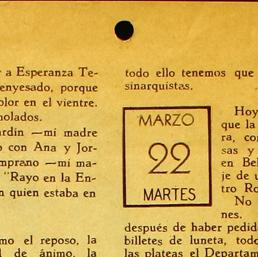 r a Esperanza Te-
enyesado, porque
olor en el vientre.
nolados.
ardín —mi madre
o con Ana y Jor-
mprano —mi ma-
"Rayo en la En-
n quien estaba en
mo el reposo, la
l de ánimo, la
todo ello tenemos que
sinarquistas.
MARZO
22
MARTES
Hoy
que la
ra, con
sas y
en Bel
je de u
tro Ro
No
nes.
después de haber pedid
billetes de luneta, tod
las plateas el Departam